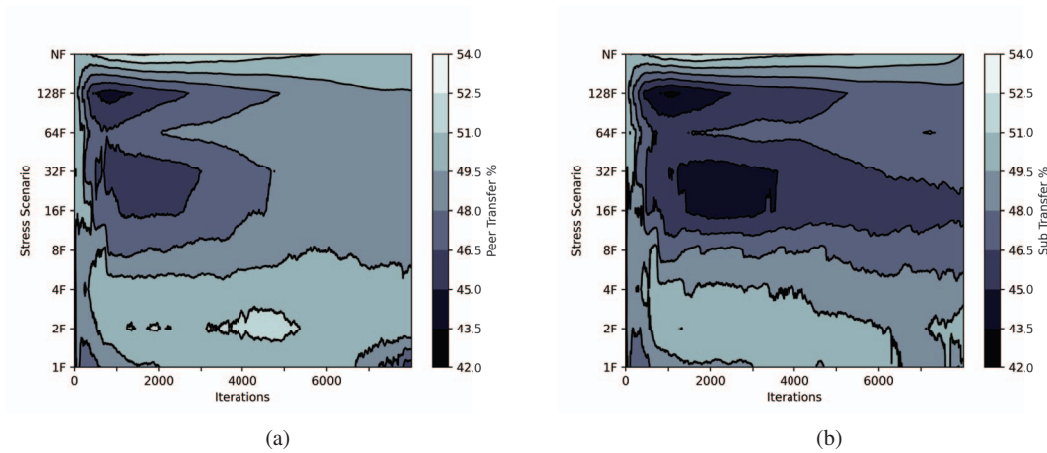 NF
128F
64F
32F
16F
8F
4F
2F
1F
Stress Scenario
0 2000 4000 6000
Iterations
54.0
52.5
51.0
49.5
48.0
46.5
45.0
43.5
42.0
Peer Transfer %
(a)
NF
128F
64F
32F
16F
8F
4F
2F
1F
Stress Scenario
0 2000 4000 6000
Iterations
54.0
52.5
51.0
49.5
48.0
46.5
45.0
43.5
42.0
Sub Transfer %
(b)